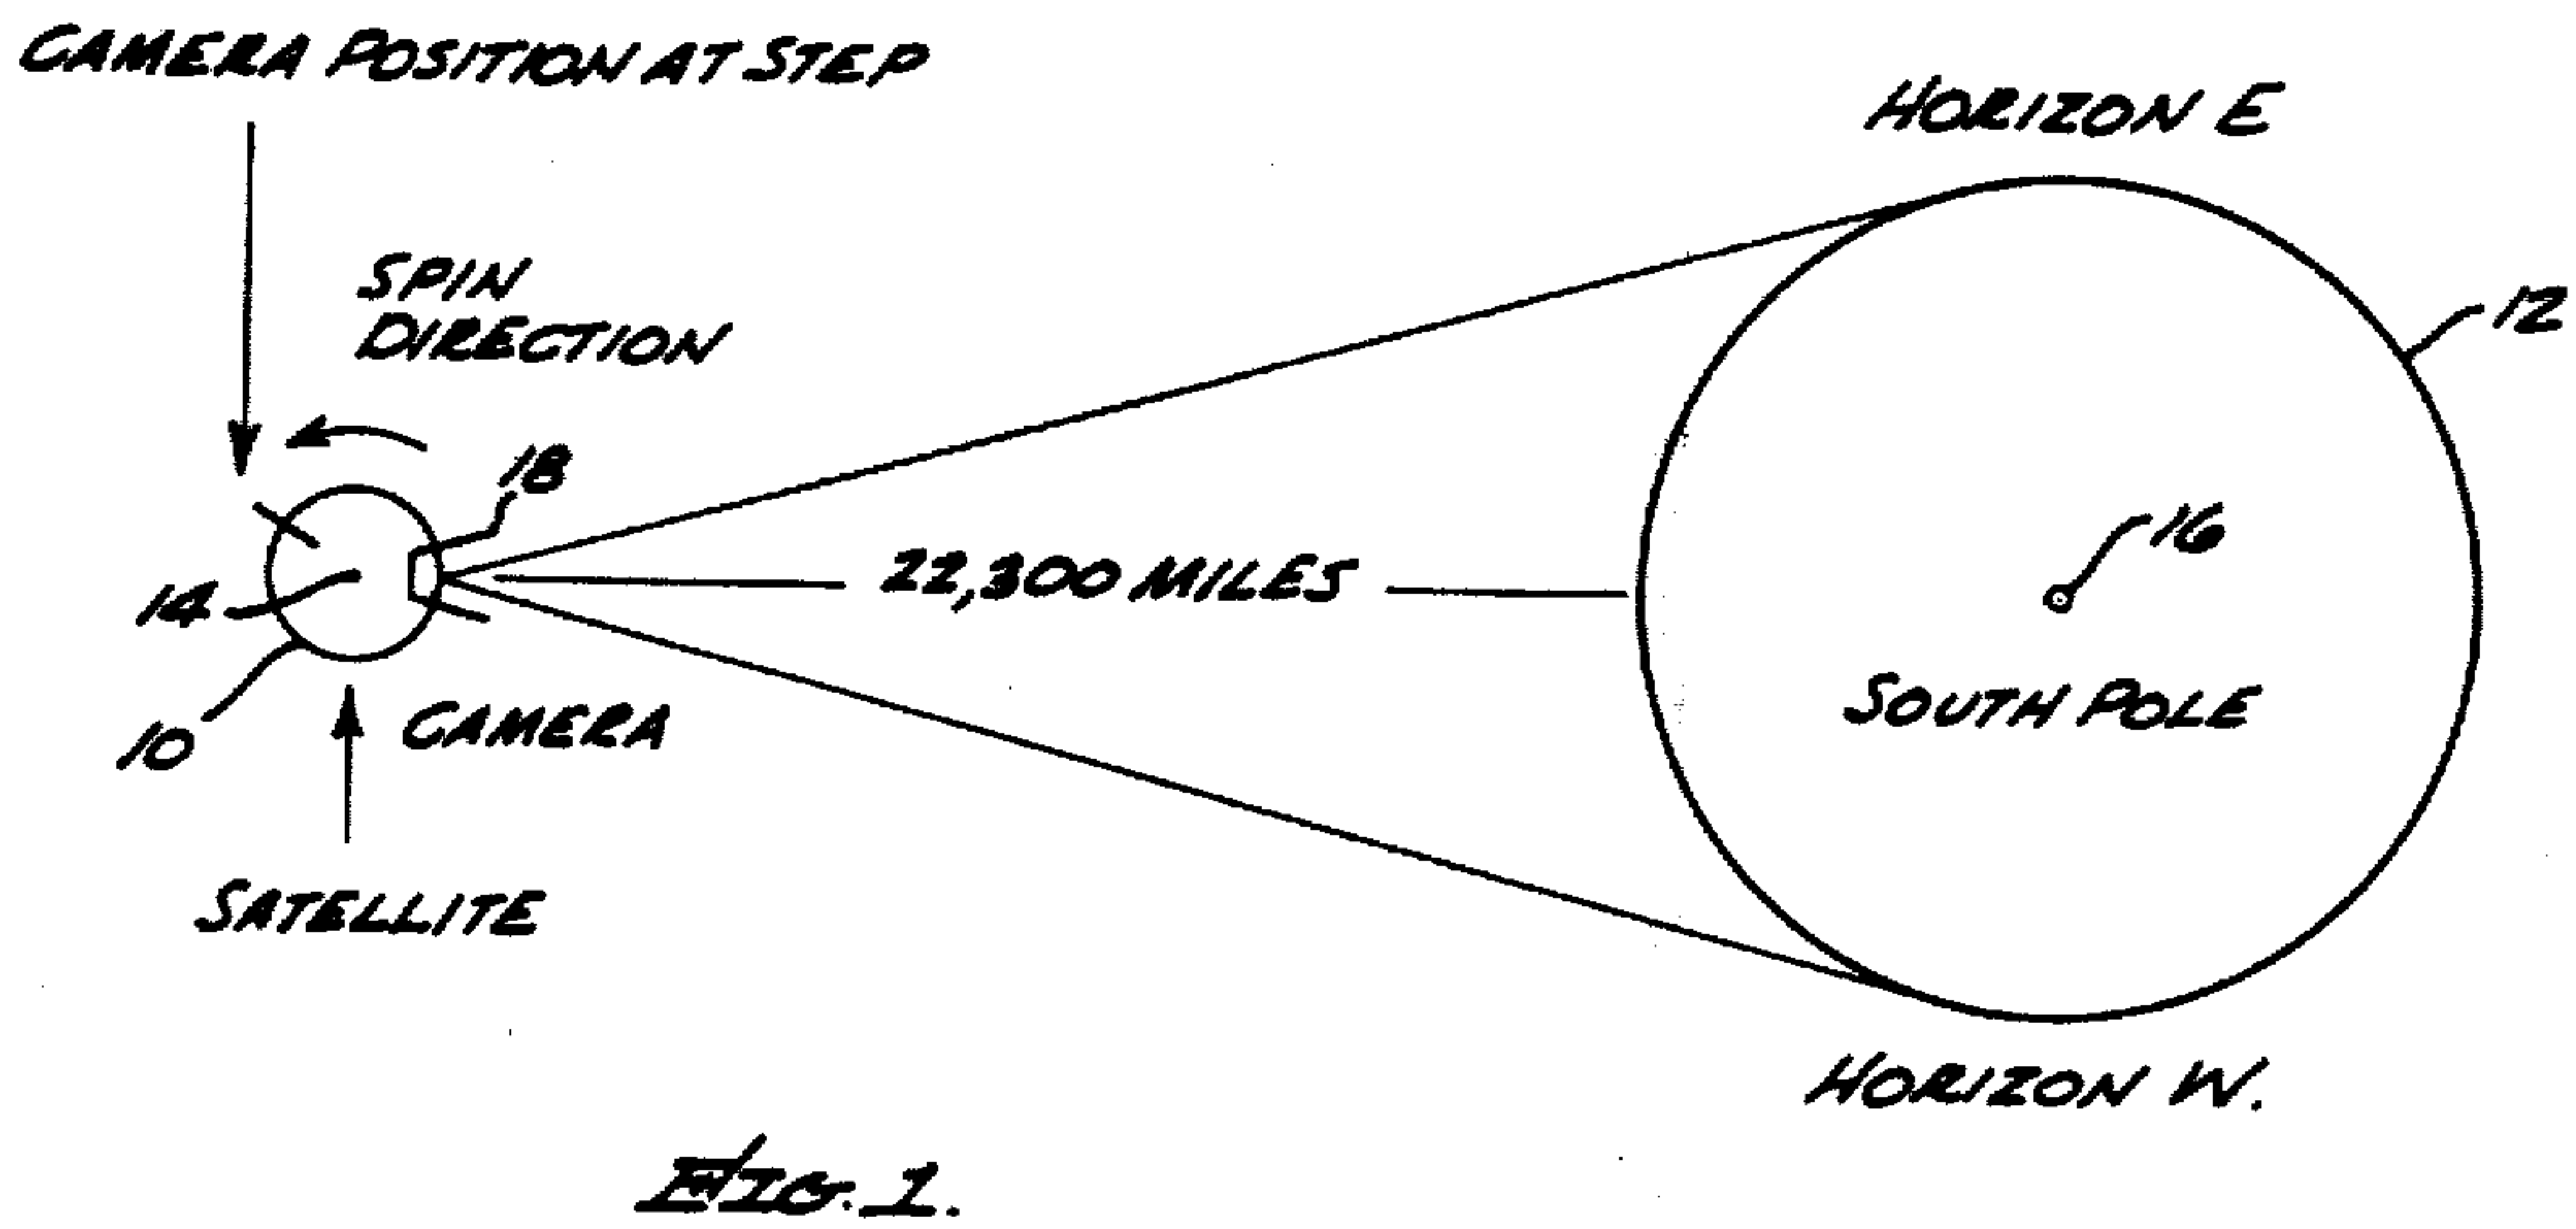 CAMERA POSITION AT STEP
HORIZON E
SPIN
DIRECTION
12
18
16
22,300 MILES
14
SOUTH POLE
10
CAMERA
SATELLITE
HORIZON W.
FIG. 1.